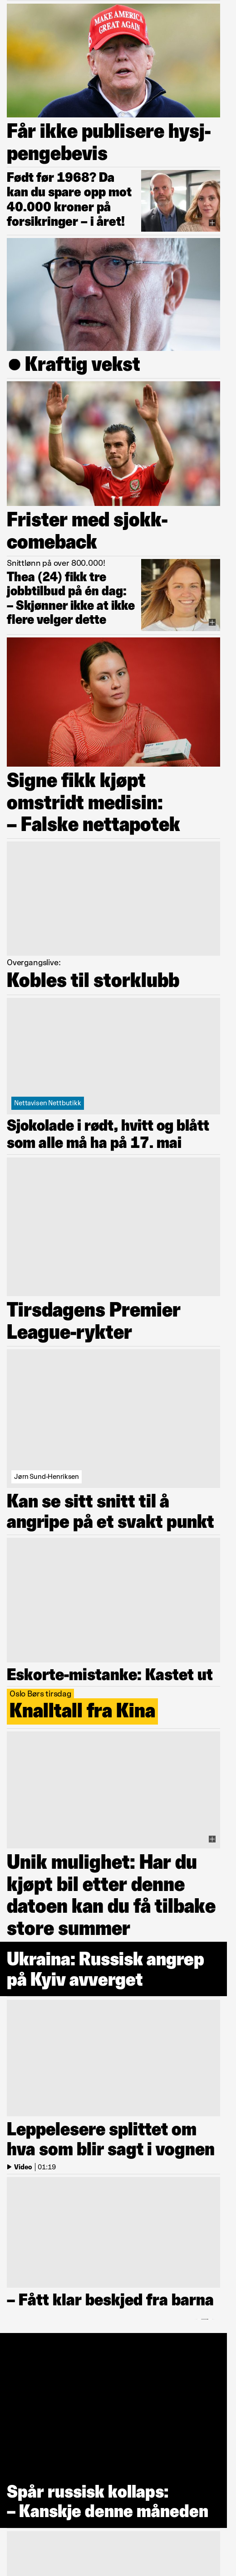 MAKE AMERICA
GREAT AGAIN
Får ikke publisere hysj-
pengebevis
Født før 1968? Da
kan du spare opp mot
40.000 kroner på
forsikringer – i året!
● Kraftig vekst
Frister med sjokk-
comeback
Snittlønn på over 800.000!
Thea (24) fikk tre
jobbtilbud på én dag:
– Skjønner ikke at ikke
flere velger dette
Signe fikk kjøpt
omstridt medisin:
– Falske nettapotek
Overgangslive:
Kobles til storklubb
Nettavisen Nettbutikk
Sjokolade i rødt, hvitt og blått
som alle må ha på 17. mai
Tirsdagens Premier
League-rykter
Jørn Sund-Henriksen
Kan se sitt snitt til å
angripe på et svakt punkt
Eskorte-mistanke: Kastet ut
Oslo Børs tirsdag
Knalltall fra Kina
Unik mulighet: Har du
kjøpt bil etter denne
datoen kan du få tilbake
store summer
Ukraina: Russisk angrep
på Kyiv avverget
Leppelesere splittet om
hva som blir sagt i vognen
Video | 01:19
– Fått klar beskjed fra barna
Spår russisk kollaps:
– Kanskje denne måneden